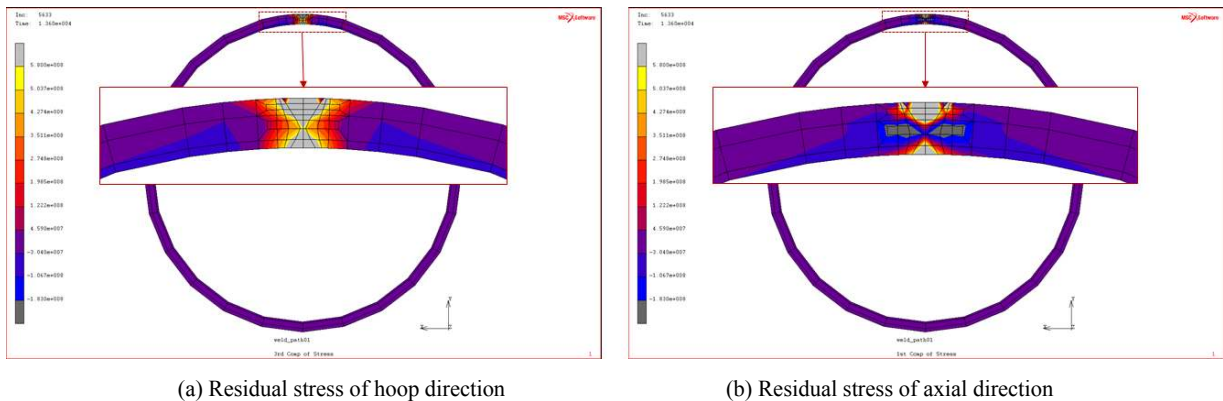 Inc: 5633
Time: 1.360e+004
MSC Software
5.800e+008
5.037e+008
4.274e+008
3.511e+008
2.748e+008
1.985e+008
1.222e+008
4.590e+007
-3.040e+007
-1.067e+008
-1.830e+008
Y
X
Z
weld_path01
3rd Comp of Stress
1
Inc: 5633
Time: 1.360e+004
MSC Software
5.800e+008
5.037e+008
4.274e+008
3.511e+008
2.748e+008
1.985e+008
1.222e+008
4.590e+007
-3.040e+007
-1.067e+008
-1.830e+008
Y
X
Z
weld_path01
1st Comp of Stress
1
(a) Residual stress of hoop direction
(b) Residual stress of axial direction